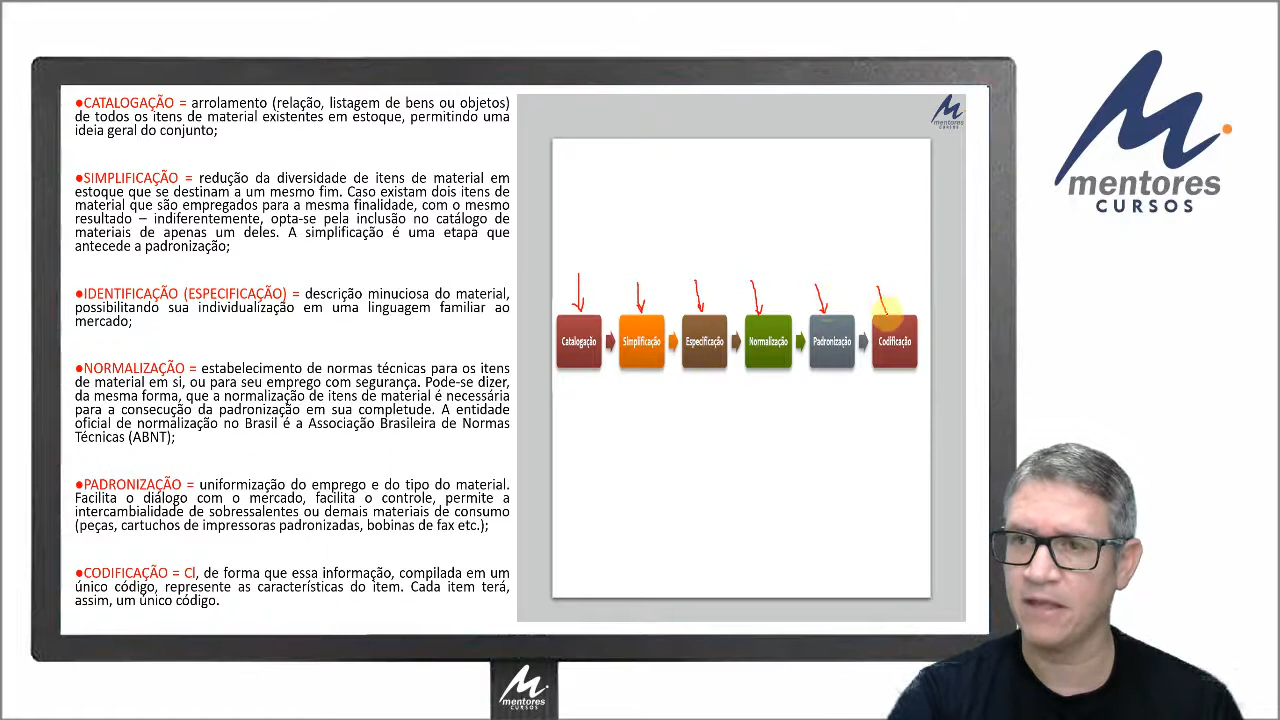 ●CATALOGAÇÃO = arrolamento (relação, listagem de bens ou objetos)
de todos os itens de material existentes em estoque, permitindo uma
ideia geral do conjunto;
●SIMPLIFICAÇÃO = redução da diversidade de itens de material em
estoque que se destinam a um mesmo fim. Caso existam dois itens de
material que são empregados para a mesma finalidade, com o mesmo
resultado – indiferentemente, opta-se pela inclusão no catálogo de
materiais de apenas um deles. A simplificação é uma etapa que
antecede a padronização;
●IDENTIFICAÇÃO (ESPECIFICAÇÃO) = descrição minuciosa do material,
possibilitando sua individualização em uma linguagem familiar ao
mercado;
●NORMALIZAÇÃO = estabelecimento de normas técnicas para os itens
de material em si, ou para seu emprego com segurança. Pode-se dizer,
da mesma forma, que a normalização de itens de material é necessária
para a consecução da padronização em sua completude. A entidade
oficial de normalização no Brasil é a Associação Brasileira de Normas
Técnicas (ABNT);
●PADRONIZAÇÃO = uniformização do emprego e do tipo do material.
Facilita o diálogo com o mercado, facilita o controle, permite a
intercambialidade de sobressalentes ou demais materiais de consumo
(peças, cartuchos de impressoras padronizadas, bobinas de fax etc.);
●CODIFICAÇÃO = Cl, de forma que essa informação, compilada em um
único código, represente as características do item. Cada item terá,
assim, um único código.
mentores
CURSOS
Catalogação
Simplificação
Especificação
Normalização
Padronização
Codificação
mentores
CURSOS
mentores
CURSOS